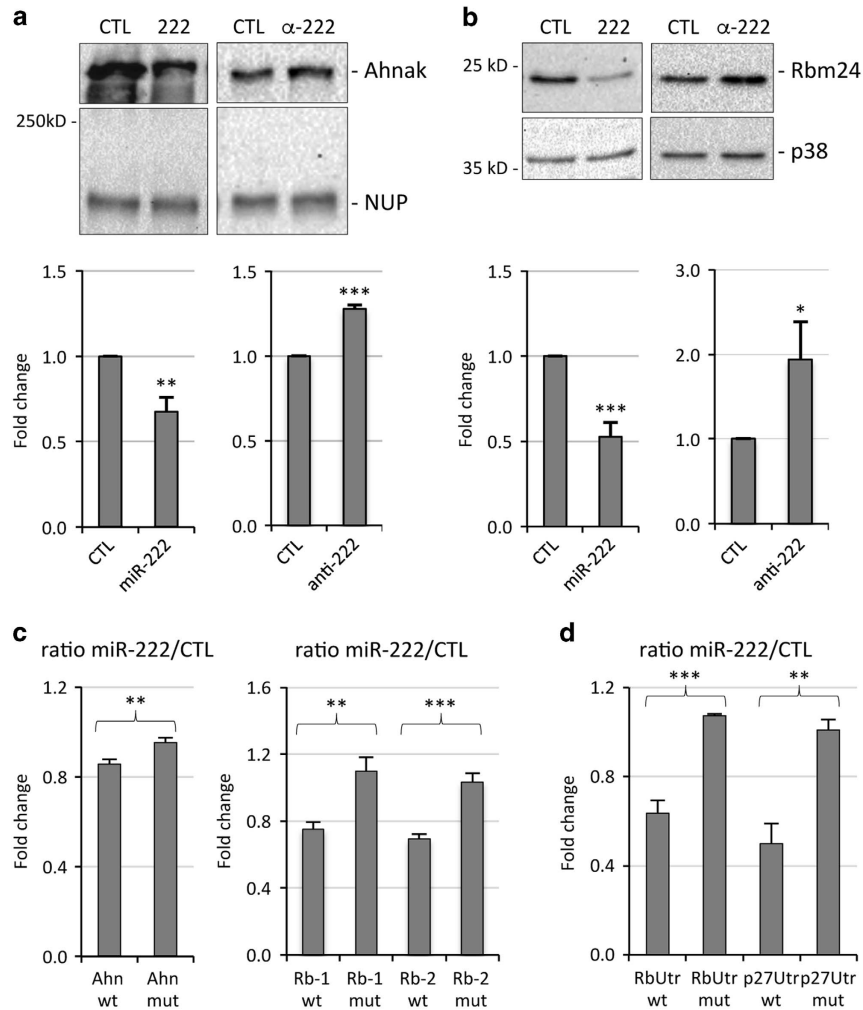 a
CTL 222
CTL α-222
- Ahnak
250kD -
- NUP
Fold change
1.5
1.0
0.5
0.0
**
CTL
miR-222
1.5
1.0
0.5
0.0
***
CTL
anti-222
b
CTL 222
CTL α-222
25 kD -
- Rbm24
35 kD -
- p38
Fold change
1.5
1.0
0.5
0.0
***
CTL
miR-222
3.0
2.0
1.0
0.0
*
CTL
anti-222
c
ratio miR-222/CTL
Fold change
1.2
0.8
0.4
0.0
**
Ahn wt
Ahn mut
ratio miR-222/CTL
Fold change
1.6
1.2
0.8
0.4
0.0
** ***
Rb-1 wt
Rb-1 mut
Rb-2 wt
Rb-2 mut
d
ratio miR-222/CTL
Fold change
1.2
0.8
0.4
0.0
*** **
RbUtr wt
RbUtr mut
p27Utr wt
p27Utr mut